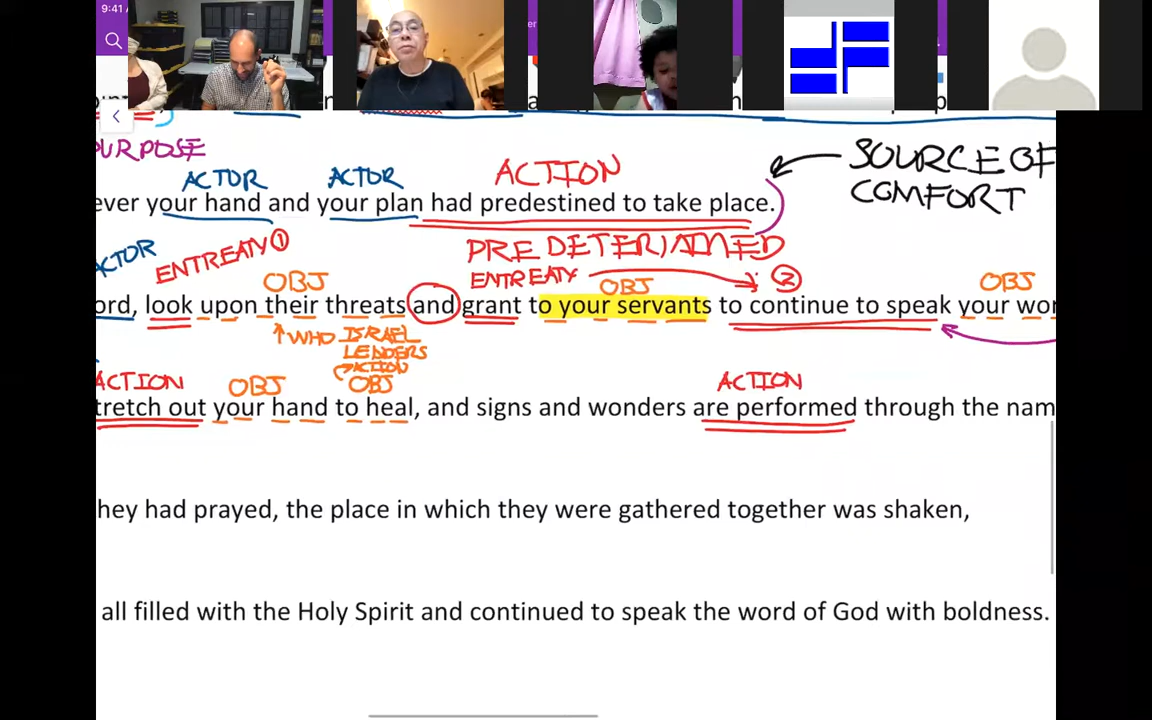 9:41
URPOSE
ACTOR ACTOR ACTION SOURCE OF
COMFORT
ever your hand and your plan had predestined to take place.
ACTOR ENTREATY ① PREDETERIAMED
ENTREATY ②
OBJ OBJ OBJ
ord, look upon their threats and grant to your servants to continue to speak your wor
WHO ISRAEL
LEADERS
ACTION
ACTION OBJ OBJ ACTION
tretch out your hand to heal, and signs and wonders are performed through the nam
hey had prayed, the place in which they were gathered together was shaken,
all filled with the Holy Spirit and continued to speak the word of God with boldness.